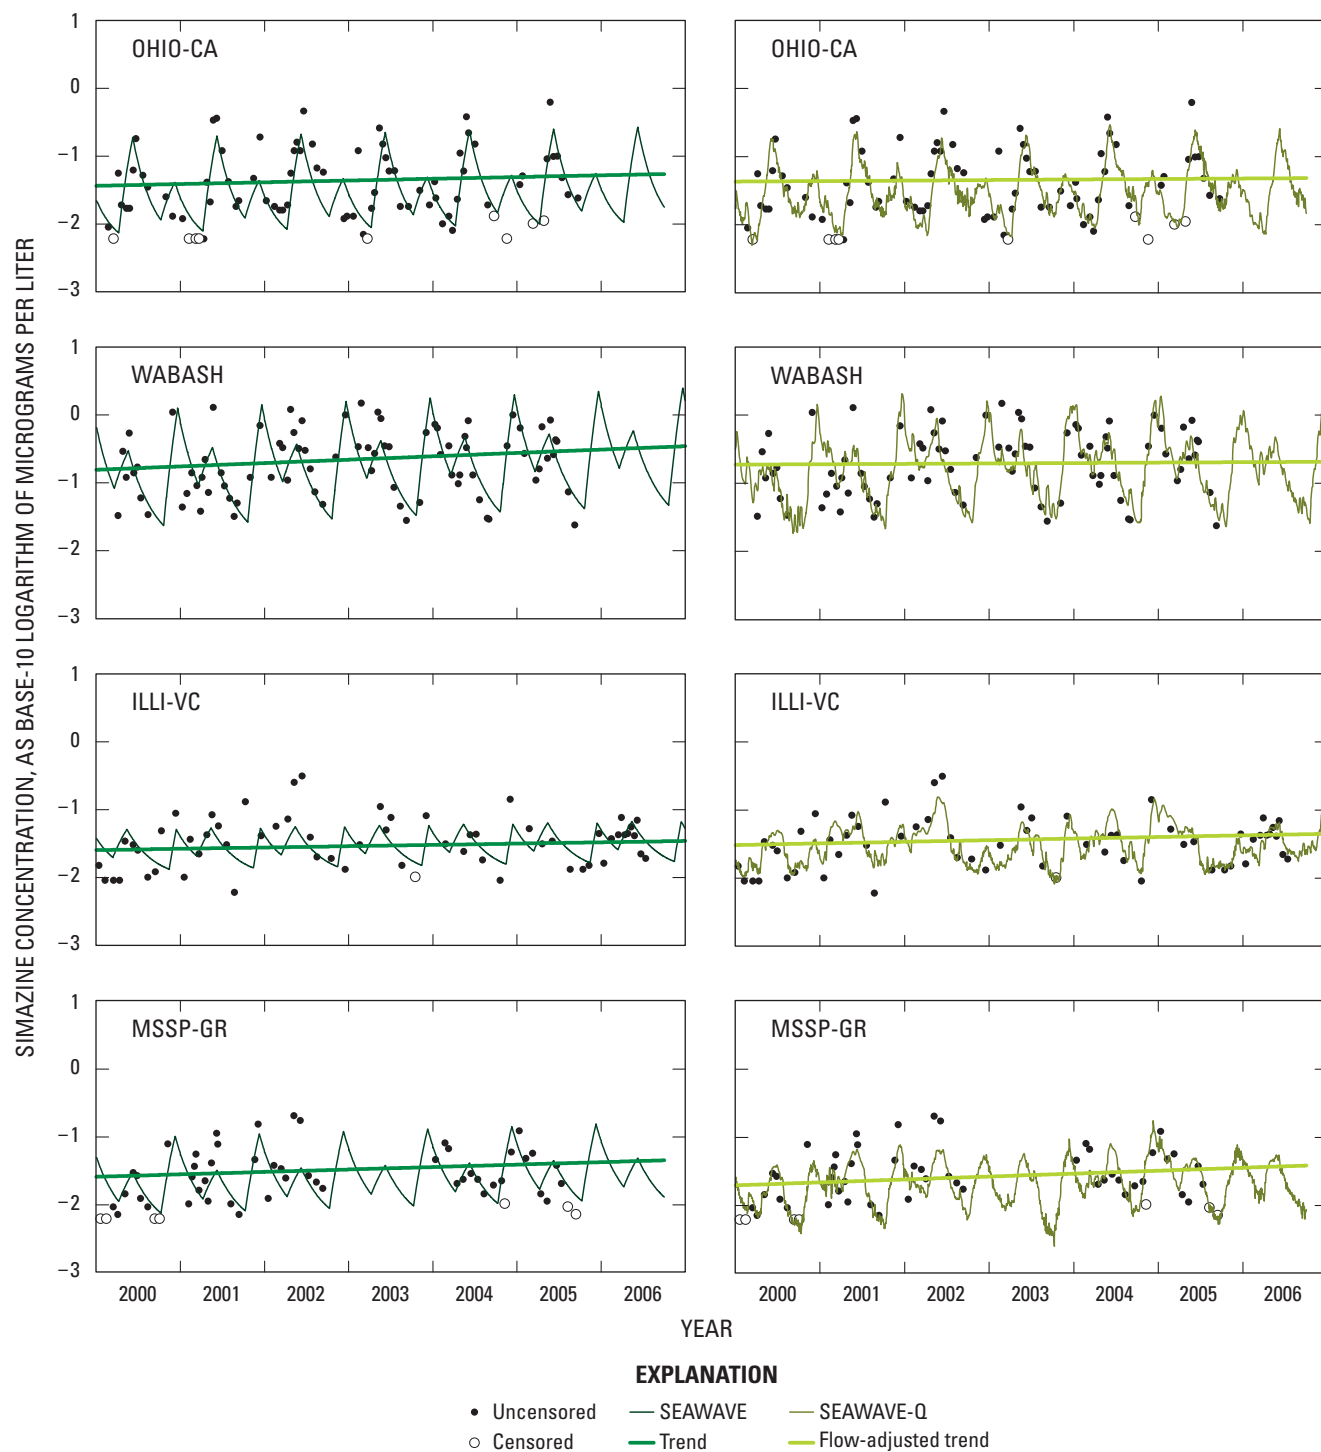 SIMAZINE CONCENTRATION, AS BASE-10 LOGARITHM OF MICROGRAMS PER LITER
1
0
−1
−2
−3
OHIO-CA
OHIO-CA
1
0
−1
−2
−3
WABASH
WABASH
1
0
−1
−2
−3
ILLI-VC
ILLI-VC
1
0
−1
−2
−3
MSSP-GR
MSSP-GR
2000 2001 2002 2003 2004 2005 2006
2000 2001 2002 2003 2004 2005 2006
YEAR
EXPLANATION
Uncensored SEAWAVE SEAWAVE-Q
Censored Trend Flow-adjusted trend